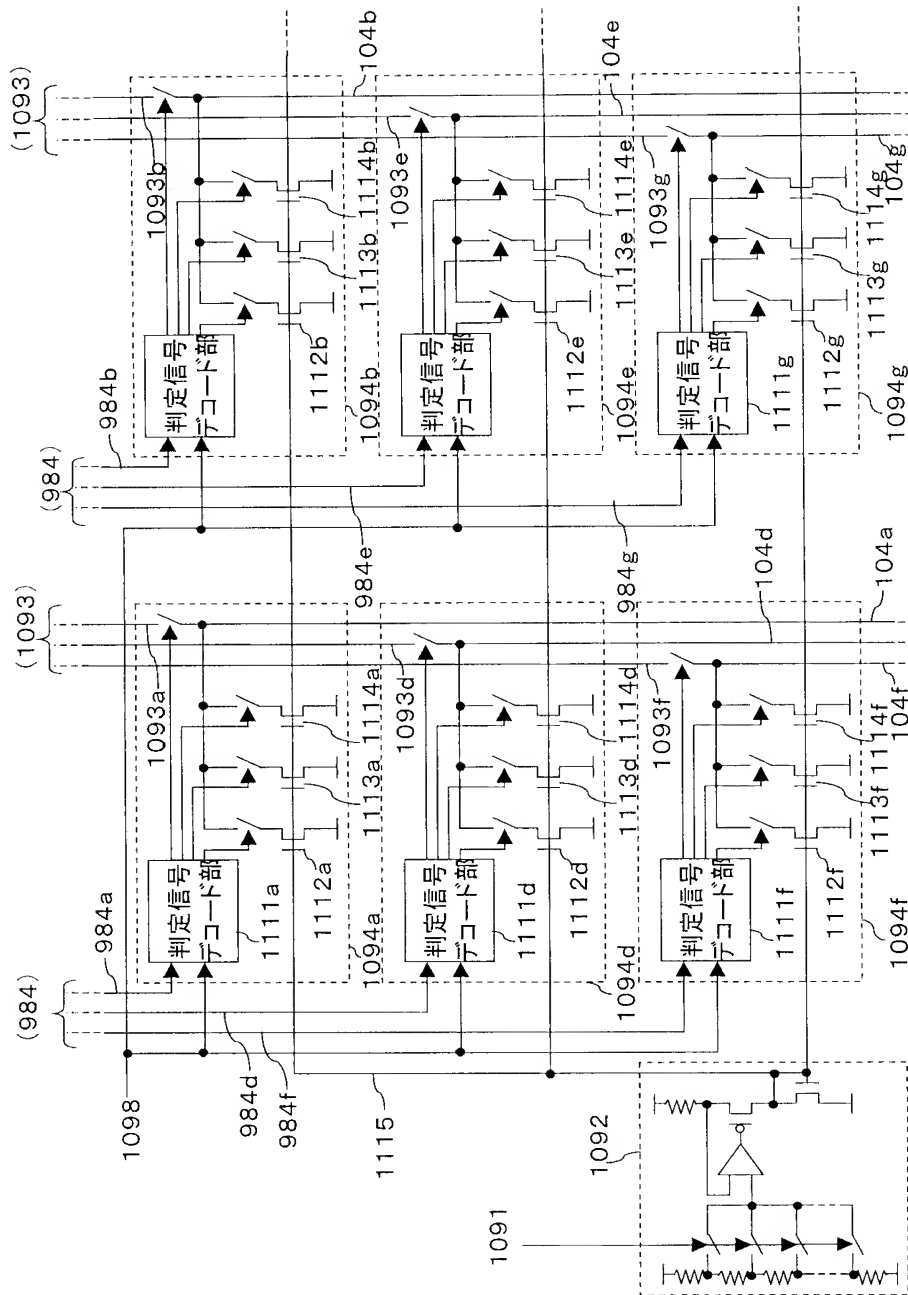 (984)
984a
(1093)
1093a
判定信号
デコード部
1111a
1112a
1113a
1114a
1094a
1098
984d
984f
1115
判定信号
デコード部
1111d
1112d
1113d
1114d
1093d
1094d
判定信号
デコード部
1111f
1112f
1113f
1114f
1093f
1094f
104f
104d
104a
(984)
984b
(1093)
1093b
判定信号
デコード部
1112b
1113b
1114b
1094b
104b
984e
984g
判定信号
デコード部
1112e
1113e
1114e
1093e
1094e
104e
判定信号
デコード部
1111g
1112g
1113g
1114g
1093g
1094g
104g
1091
1092